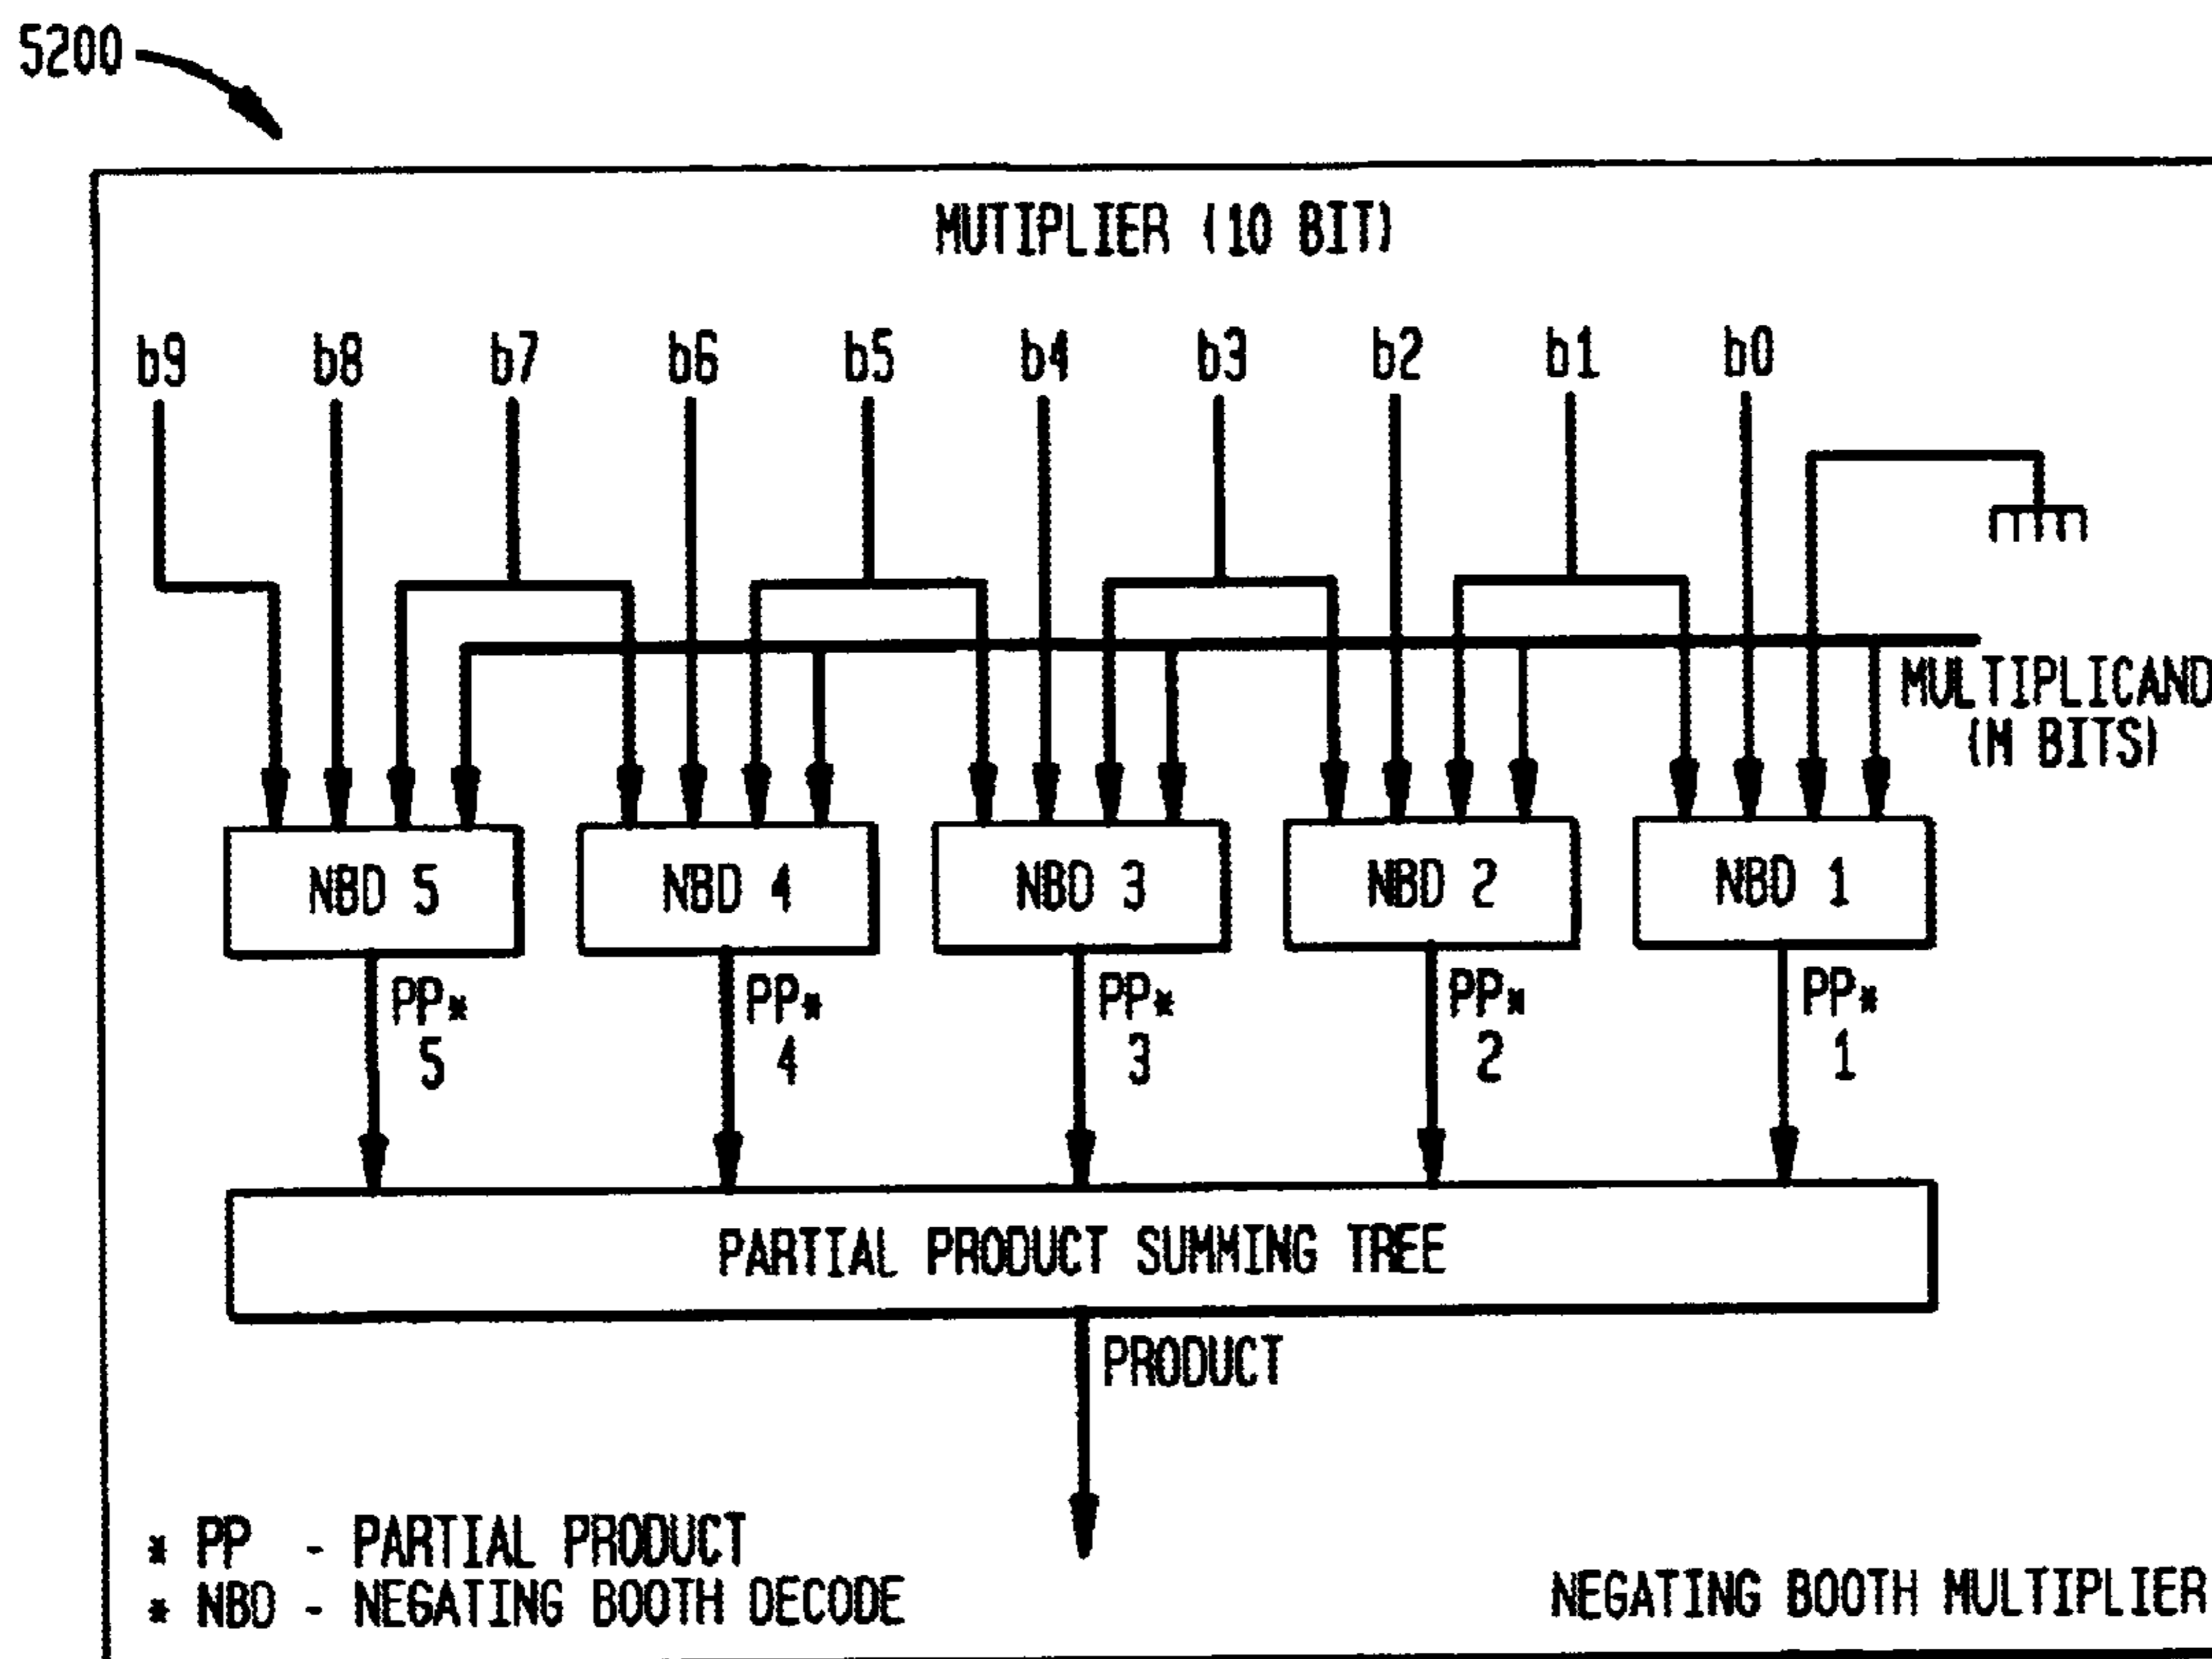 5200
MUTIPLIER (10 BIT)
b9 b8 b7 b6 b5 b4 b3 b2 b1 b0
MULTIPLICAND
(M BITS)
NBD 5 NBD 4 NBD 3 NBD 2 NBD 1
PP* PP* PP* PP* PP*
5 4 3 2 1
PARTIAL PRODUCT SUMMING TREE
PRODUCT
* PP - PARTIAL PRODUCT
* NBD - NEGATING BOOTH DECODE
NEGATING BOOTH MULTIPLIER